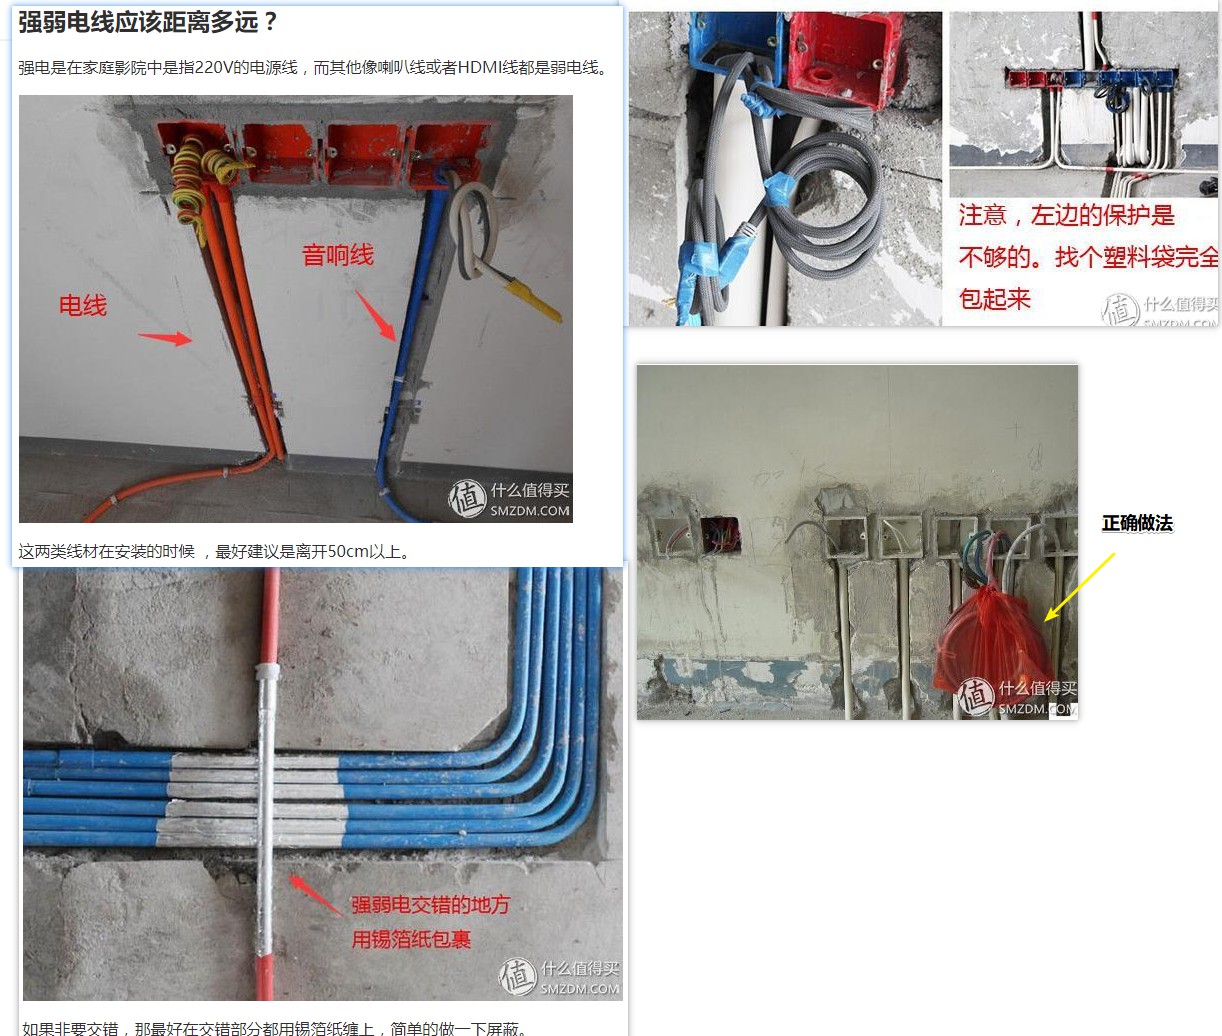 强弱电线应该距离多远？
强电是在家庭影院中是指220V的电源线，而其他像喇叭线或者HDMI线都是弱电线。
音响线
电线
值 什么值得买
SMZDM.COM
这两类线材在安装的时候 ，最好建议是离开50cm以上。
强弱电交错的地方
用锡箔纸包裹
值 什么值得买
SMZDM.COM
如果非要交错，那最好在交错部分都用锡箔纸缠上，简单的做一下屏蔽。
注意，左边的保护是
不够的。找个塑料袋完全
包起来
值 什么值得买
SMZDM.COM
正确做法
值 什么值得买
SMZDM.COM